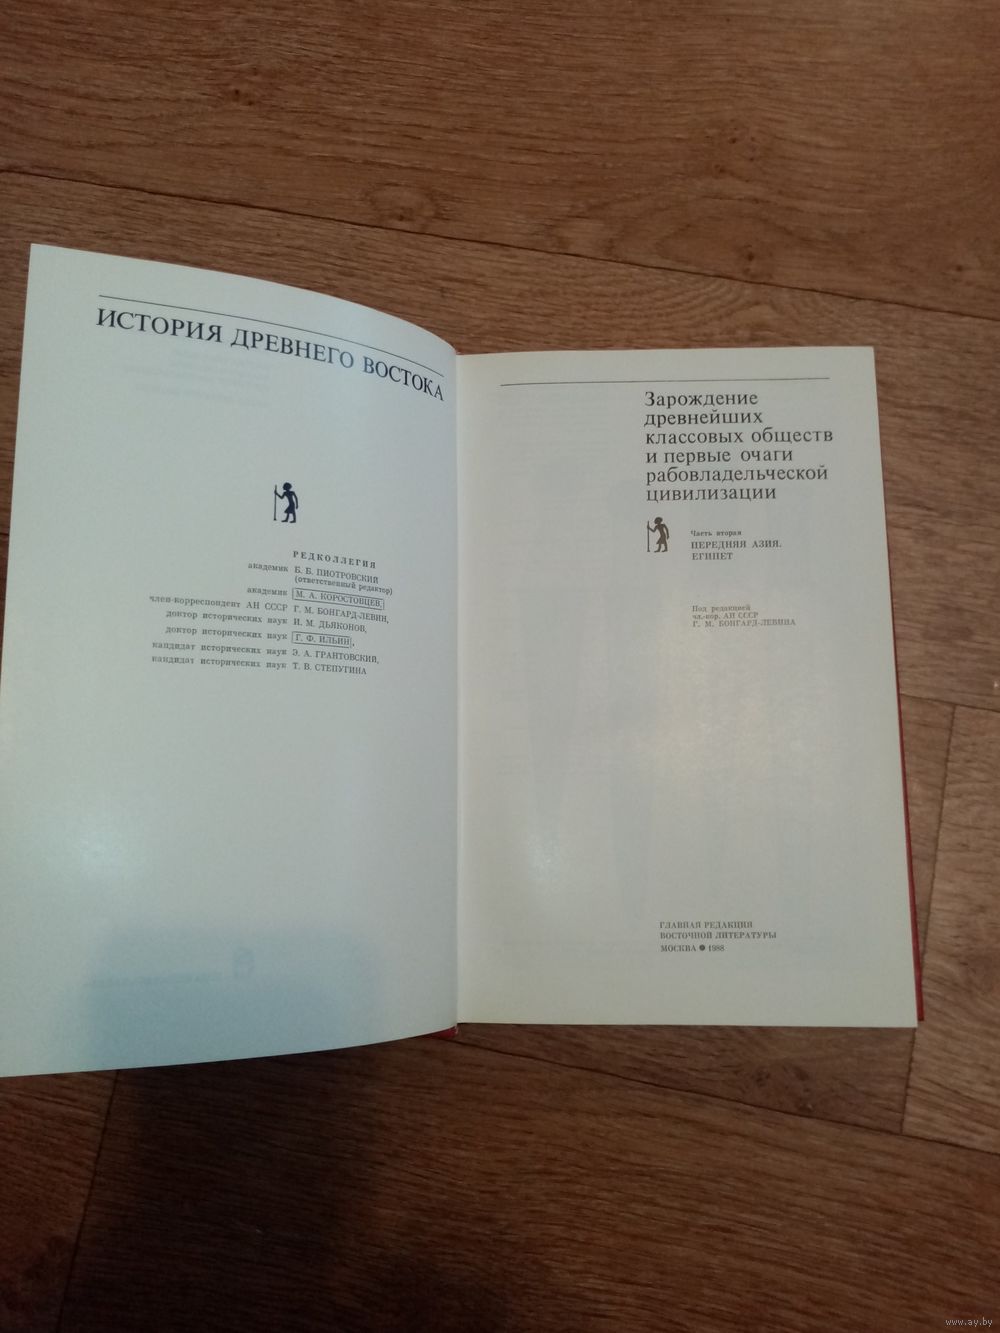 ИСТОРИЯ ДРЕВНЕГО ВОСТОКА
РЕДКОЛЛЕГИЯ
академик Б. Б. ПИОТРОВСКИЙ
(ответственный редактор)
академик М. А. КОРОСТОВЦЕВ,
член-корреспондент АН СССР Г. М. БОНГАРД-ЛЕВИН,
доктор исторических наук И. М. ДЬЯКОНОВ,
доктор исторических наук Г. Ф. ИЛЬИН,
кандидат исторических наук Э. А. ГРАНТОВСКИЙ,
кандидат исторических наук Т. В. СТЕПУГИНА
Зарождение
древнейших
классовых обществ
и первые очаги
рабовладельческой
цивилизации
Часть вторая
ПЕРЕДНЯЯ АЗИЯ.
ЕГИПЕТ
Под редакцией
чл.-кор. АН СССР
Г. М. БОНГАРД-ЛЕВИНА
ГЛАВНАЯ РЕДАКЦИЯ
ВОСТОЧНОЙ ЛИТЕРАТУРЫ
МОСКВА ● 1988
www.ay.by